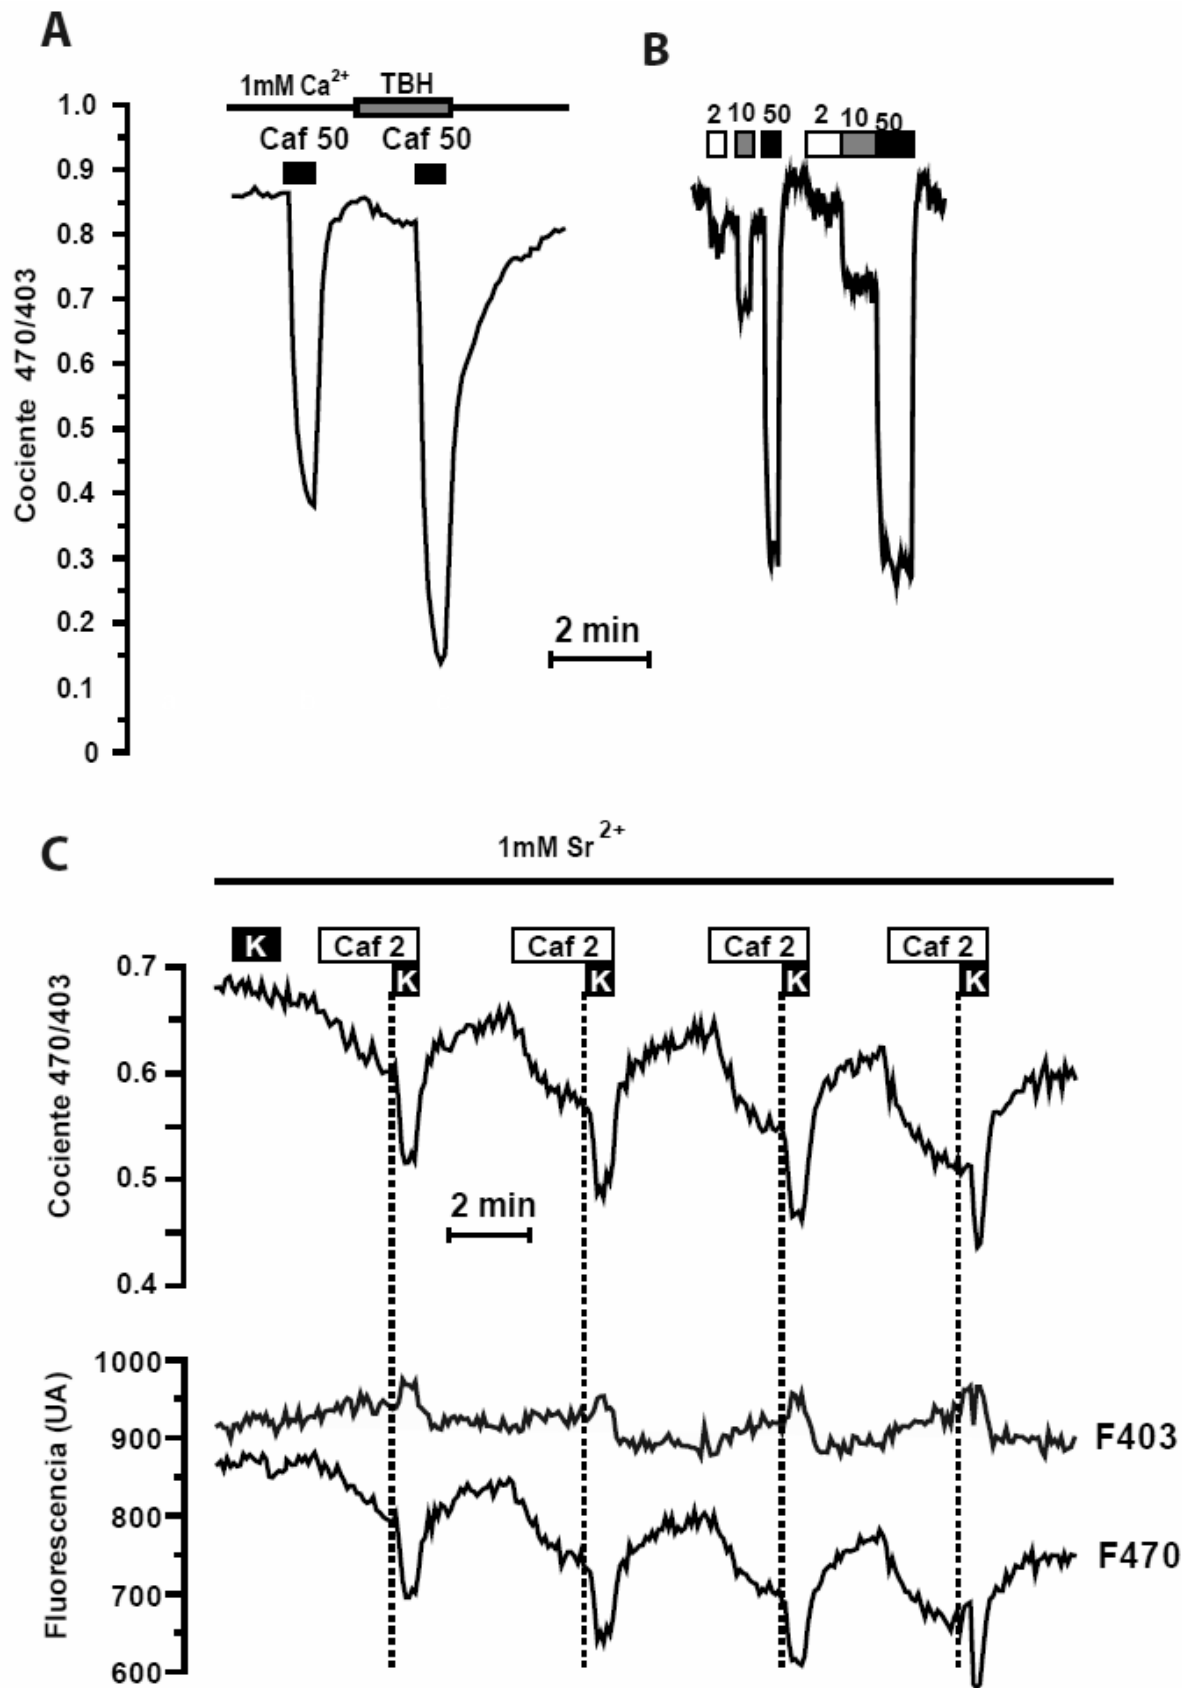 A
B
1mM Ca²⁺ TBH
Caf 50 Caf 50
2 10 50 2 10 50
Cociente 470/403
1.0
0.9
0.8
0.7
0.6
0.5
0.4
0.3
0.2
0.1
0
2 min
C
1mM Sr ²⁺
K Caf 2 Caf 2 Caf 2 Caf 2
K K K K
Cociente 470/403
0.7
0.6
0.5
0.4
2 min
Fluorescencia (UA)
1000
900
800
700
600
F403
F470